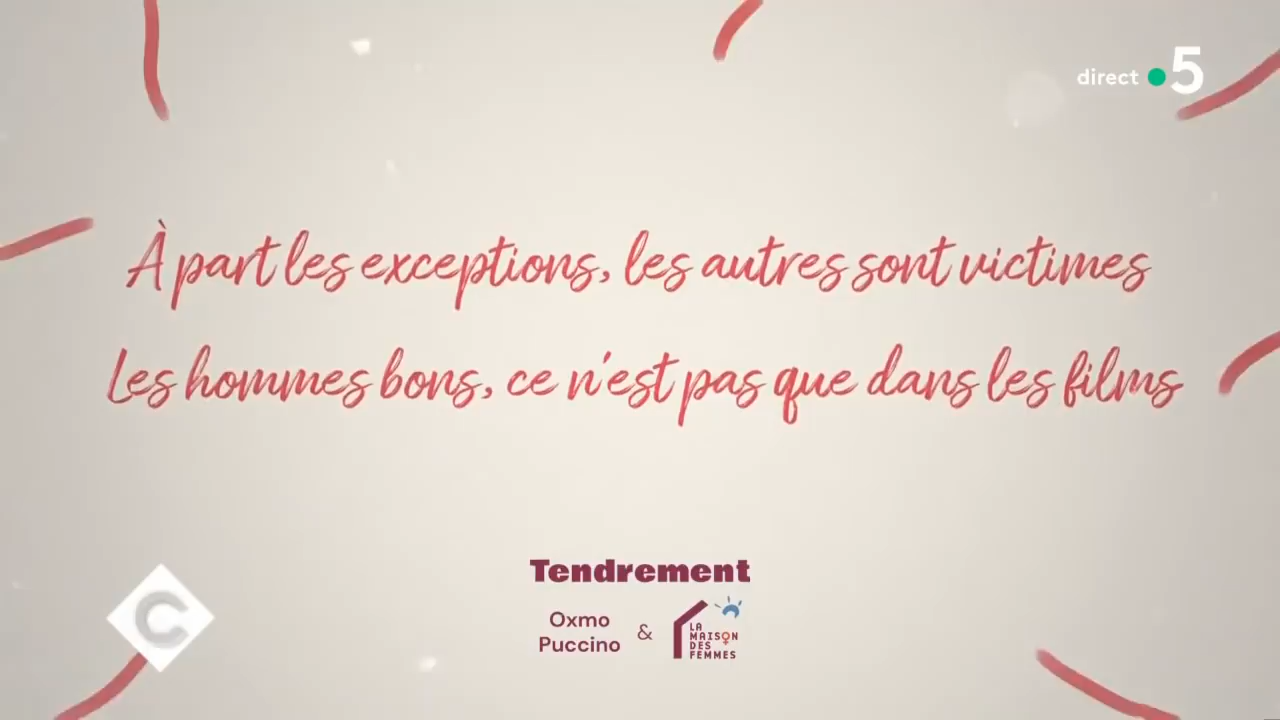 direct 5
À part les exceptions, les autres sont victimes
Les hommes bons, ce n'est pas que dans les films
Tendrement
Oxmo
Puccino
&
LA
MAISON
DES
FEMMES
C